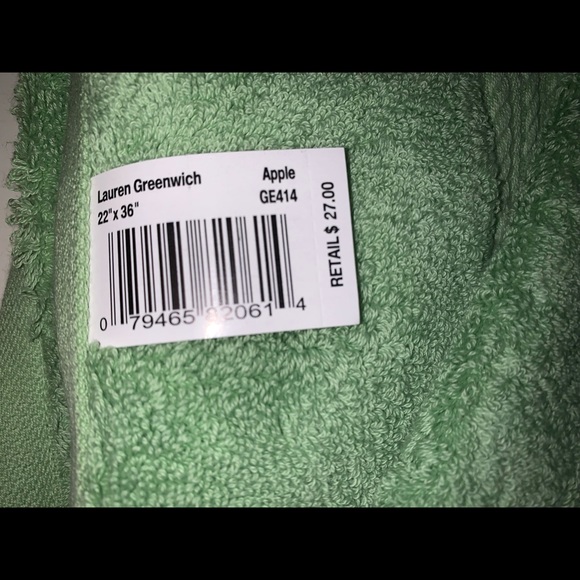 Lauren Greenwich Apple
22"x 36" GE414
0 79465 82061 4
RETAIL $ 27.00